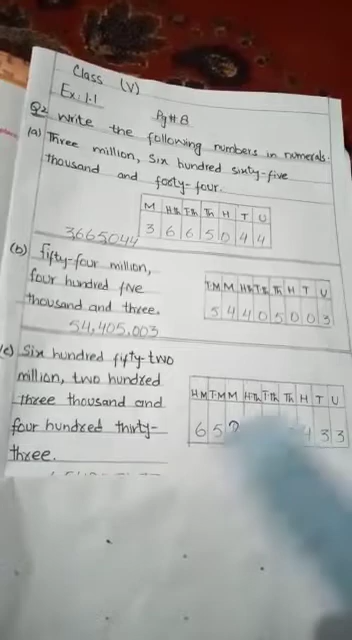 Class (V)
Ex:1.1
Pg# 8
Q2 Write the following numbers in numerals.
(a) Three million, Six hundred sixty-five
thousand and forty-four.
M Hth T.th Th H T U
3 6 6 5 0 4 4
3665044
(b) fifty-four million,
four hundred five
thousand and three.
54,405,003
T.M M H.th T.th Th H T U
5 4 4 0 5 0 0 3
(c) Six hundred fifty-two
million, two hundred
three thousand and
four hundred thirty-
three.
H.M T.M M H.th T.th Th H T U
6 5 2 4 3 3